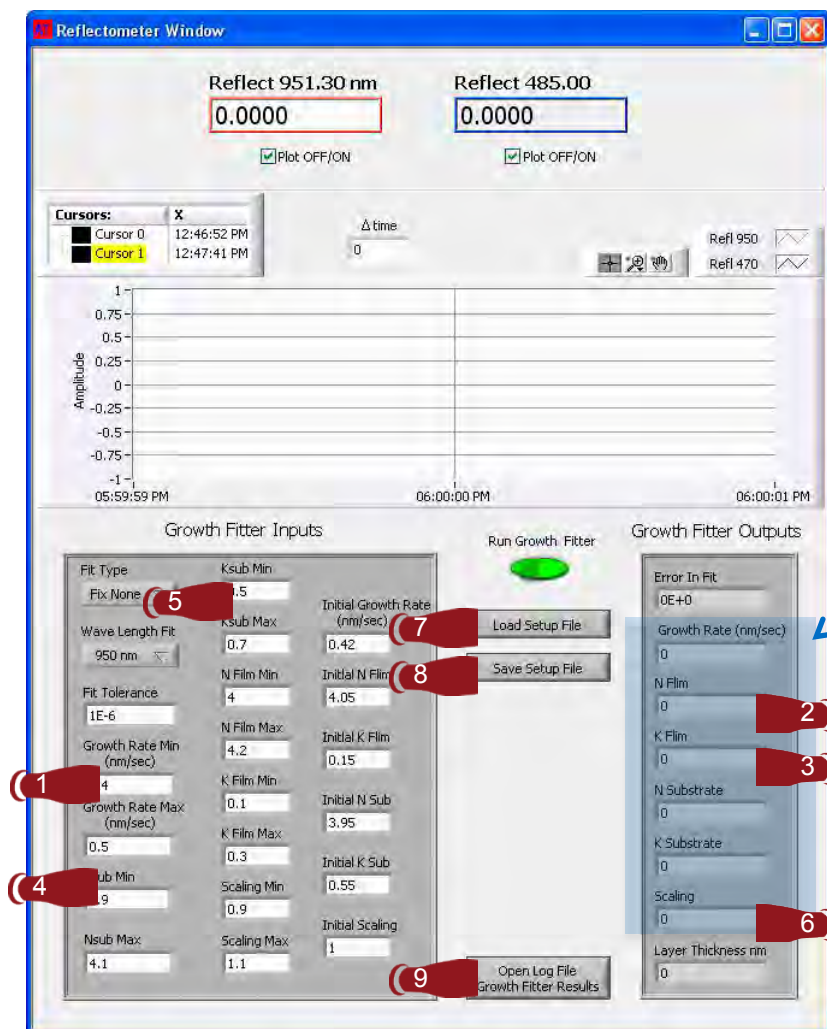 Reflectometer Window
Reflect 951.30 nm
0.0000
Plot OFF/ON
Reflect 485.00
0.0000
Plot OFF/ON
Cursors: X
Cursor 0 12:46:52 PM
Cursor 1 12:47:41 PM
Δtime
0
Refl 950
Refl 470
Amplitude
1
0.75
0.5
0.25
0
-0.25
-0.5
-0.75
-1
05:59:59 PM
06:00:00 PM
06:00:01 PM
Growth Fitter Inputs
Fit Type
Fix None
5
Wave Length Fit
950 nm
Fit Tolerance
1E-6
Growth Rate Min
(nm/sec)
1
4
Growth Rate Max
(nm/sec)
0.5
4
ub Min
.9
Nsub Max
4.1
Ksub Min
.5
Ksub Max
0.7
N Film Min
4
N Film Max
4.2
K Film Min
0.1
K Film Max
0.3
Scaling Min
0.9
Scaling Max
1.1
Initial Growth Rate
(nm/sec)
0.42
Initial N Flim
4.05
Initial K Flim
0.15
Initial N Sub
3.95
Initial K Sub
0.55
Initial Scaling
1
Run Growth Fitter
7
Load Setup File
8
Save Setup File
9
Open Log File
Growth Fitter Results
Growth Fitter Outputs
Error In Fit
0E+0
Growth Rate (nm/sec)
0
N Flim
0
2
K Flim
0
3
N Substrate
0
K Substrate
0
Scaling
0
6
Layer Thickness nm
0